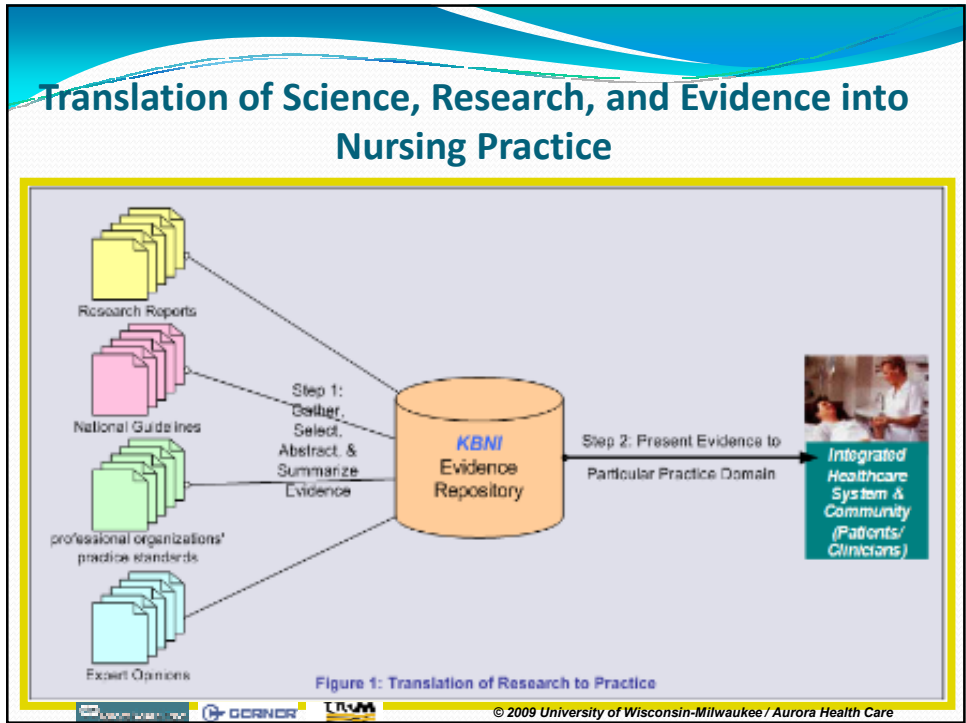 Translation of Science, Research, and Evidence into
Nursing Practice
Research Reports
National Guidelines
professional organizations'
practice standards
Expert Opinions
Step 1:
Gather,
Select,
Abstract, &
Summarize
Evidence
KBNI
Evidence
Repository
Step 2: Present Evidence to
Particular Practice Domain
Integrated
Healthcare
System &
Community
(Patients/
Clinicians)
Figure 1: Translation of Research to Practice
CERNER
© 2009 University of Wisconsin-Milwaukee / Aurora Health Care